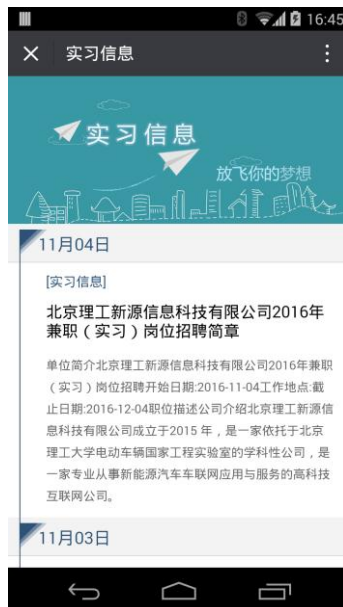 16:45
实习信息
实习信息
放飞你的梦想
11月04日
[实习信息]
北京理工新源信息科技有限公司2016年
兼职（实习）岗位招聘简章
单位简介北京理工新源信息科技有限公司2016年兼职
（实习）岗位招聘开始日期:2016-11-04工作地点:截
止日期:2016-12-04职位描述公司介绍北京理工新源信
息科技有限公司成立于2015 年，是一家依托于北京
理工大学电动车辆国家工程实验室的学科性公司，是
一家专业从事新能源汽车车联网应用与服务的高科技
互联网公司。
11月03日